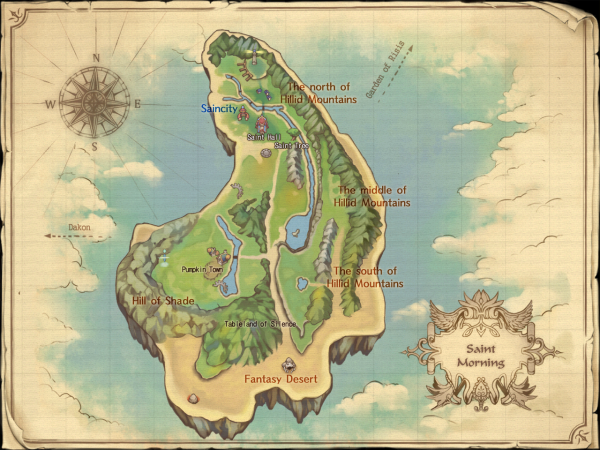 N
W
E
S
Garden of Risis
The north of
Hillid Mountains
Saincity
Saint Hall
Saint Tree
The middle of
Hillid Mountains
Dakon
Pumpkin Town
The south of
Hillid Mountains
Hill of Shade
Tableland of Silence
Fantasy Desert
Saint
Morning